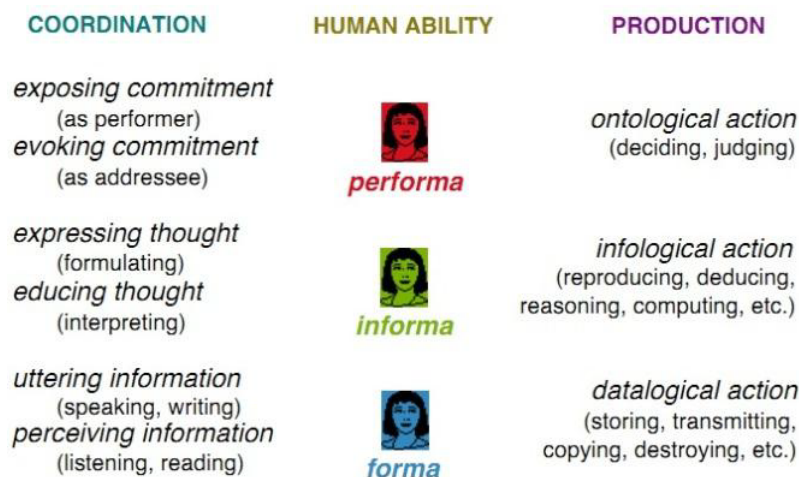 COORDINATION HUMAN ABILITY PRODUCTION
exposing commitment
(as performer)
evoking commitment
(as addressee)
performa
ontological action
(deciding, judging)
expressing thought
(formulating)
educing thought
(interpreting)
informa
infological action
(reproducing, deducing,
reasoning, computing, etc.)
uttering information
(speaking, writing)
perceiving information
(listening, reading)
forma
datalogical action
(storing, transmitting,
copying, destroying, etc.)